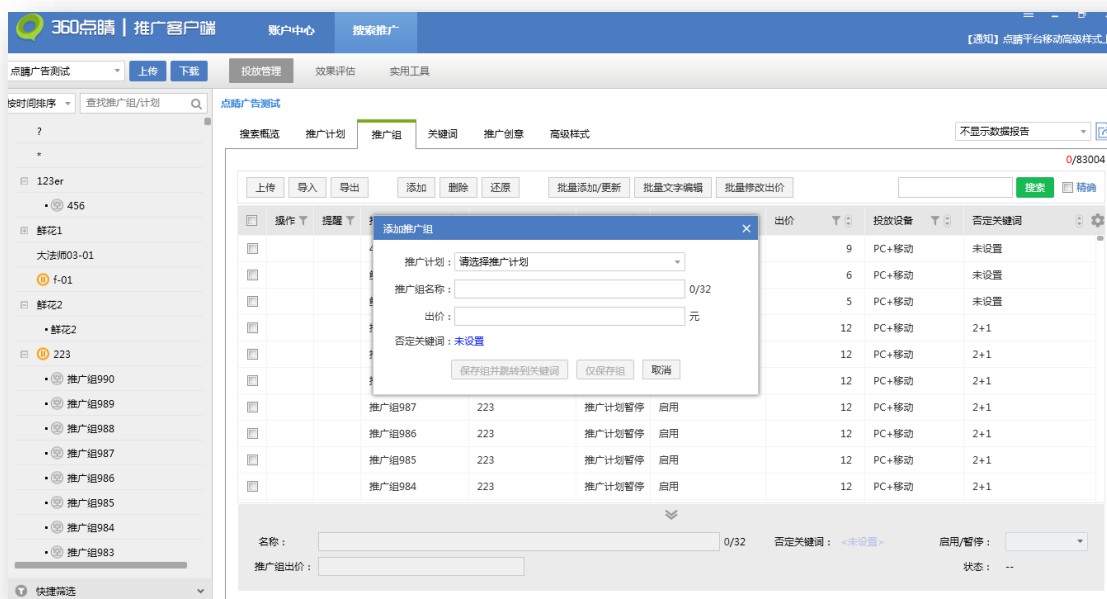 360点睛 | 推广客户端
账户中心
搜索推广
【通知】点睛平台移动高级样式
点睛广告测试
上传
下载
投放管理
效果评估
实用工具
按时间排序
查找推广组/计划
点睛广告测试
?
*
123er
456
鲜花1
大法师03-01
f-01
鲜花2
鲜花2
223
推广组990
推广组989
推广组988
推广组987
推广组986
推广组985
推广组984
推广组983
快捷筛选
搜索概览
推广计划
推广组
关键词
推广创意
高级样式
不显示数据报告
0/83004
上传
导入
导出
添加
删除
还原
批量添加/更新
批量文字编辑
批量修改出价
搜索
精确
操作
提醒
出价
投放设备
否定关键词
9 PC+移动 未设置
6 PC+移动 未设置
5 PC+移动 未设置
12 PC+移动 2+1
12 PC+移动 2+1
12 PC+移动 2+1
推广组987 223 推广计划暂停 启用 12 PC+移动 2+1
推广组986 223 推广计划暂停 启用 12 PC+移动 2+1
推广组985 223 推广计划暂停 启用 12 PC+移动 2+1
推广组984 223 推广计划暂停 启用 12 PC+移动 2+1
添加推广组
推广计划：
请选择推广计划
推广组名称：
0/32
出价：
元
否定关键词：未设置
保存组并跳转到关键词
仅保存组
取消
名称：
0/32
否定关键词：<未设置>
启用/暂停：
推广组出价：
状态： --